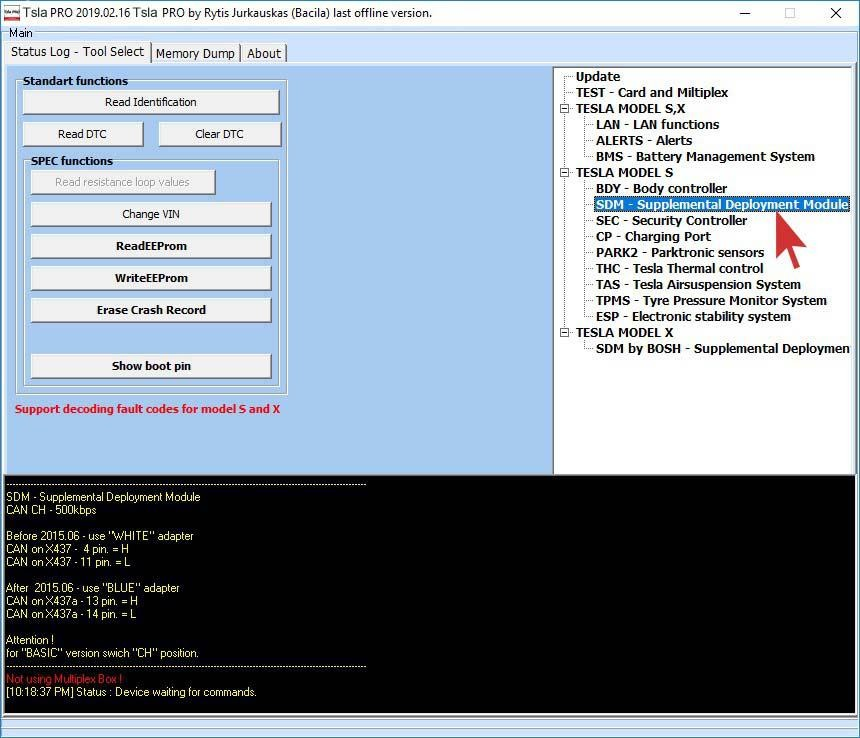 Tsla PRO 2019.02.16 Tsla PRO by Rytis Jurkauskas (Bacila) last offline version.
Main
Status Log - Tool Select
Memory Dump
About
Standart functions
Read Identification
Read DTC
Clear DTC
SPEC functions
Read resistance loop values
Change VIN
ReadEEProm
WriteEEProm
Erase Crash Record
Show boot pin
Support decoding fault codes for model S and X
Update
TEST - Card and Miltiplex
TESLA MODEL S,X
LAN - LAN functions
ALERTS - Alerts
BMS - Battery Management System
TESLA MODEL S
BDY - Body controller
SDM - Supplemental Deployment Module
SEC - Security Controller
CP - Charging Port
PARK2 - Parktronic sensors
THC - Tesla Thermal control
TAS - Tesla Airsuspension System
TPMS - Tyre Pressure Monitor System
ESP - Electronic stability system
TESLA MODEL X
SDM by BOSH - Supplemental Deploymen
SDM - Supplemental Deployment Module
CAN CH - 500kbps
Before 2015.06 - use "WHITE" adapter
CAN on X437 -  4 pin. = H
CAN on X437 - 11 pin. = L
After  2015.06 - use "BLUE" adapter
CAN on X437a - 13 pin. = H
CAN on X437a - 14 pin. = L
Attention !
for "BASIC" version swich "CH" position.
Not using Multiplex Box !
[10:18:37 PM] Status : Device waiting for commands.